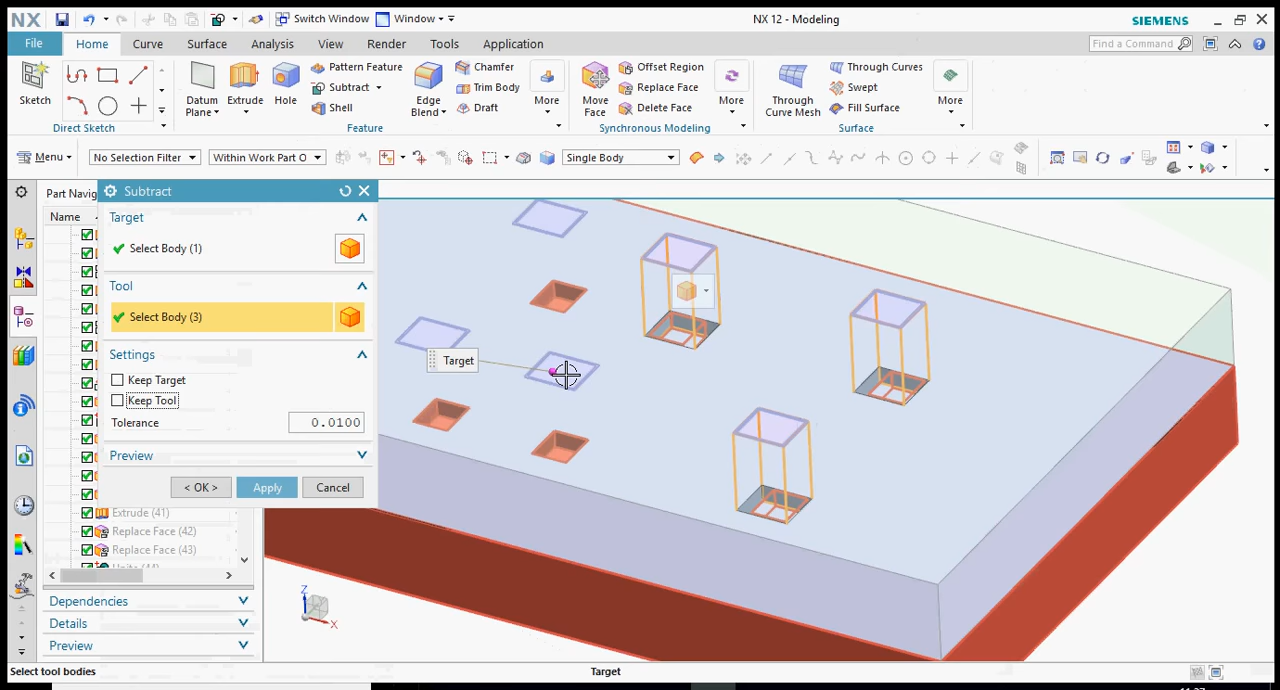 NX
Switch Window
Window
NX 12 - Modeling
SIEMENS
File
Home
Curve
Surface
Analysis
View
Render
Tools
Application
Find a Command
Sketch
Direct Sketch
Datum Plane
Extrude
Hole
Pattern Feature
Subtract
Shell
Edge Blend
Chamfer
Trim Body
Draft
More
Feature
Move Face
Offset Region
Replace Face
Delete Face
More
Synchronous Modeling
Through Curve Mesh
Through Curves
Swept
Fill Surface
More
Surface
Menu
No Selection Filter
Within Work Part O
Single Body
Part Navig
Name
Subtract
Target
Select Body (1)
Tool
Select Body (3)
Settings
Keep Target
Keep Tool
Tolerance
0.0100
Preview
< OK >
Apply
Cancel
Extrude (41)
Replace Face (42)
Replace Face (43)
Dependencies
Details
Preview
Target
Z
X
Select tool bodies
Target